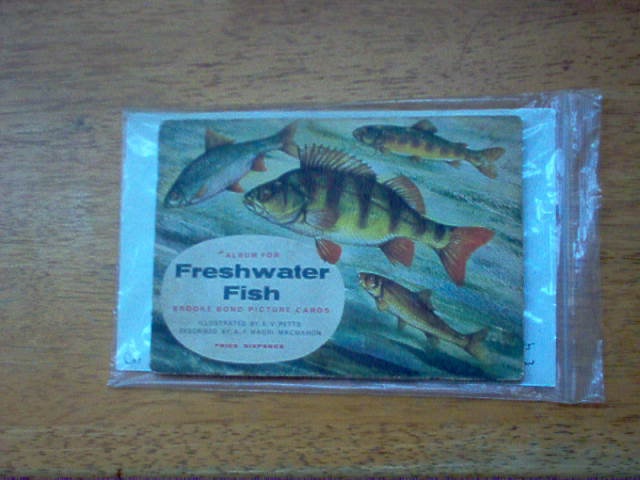 ALBUM FOR
Freshwater
Fish
BROOKE BOND PICTURE CARDS
ILLUSTRATED BY E.V. PETTS
DESCRIBED BY A.F. MAGRI MACMAHON
PRICE SIXPENCE